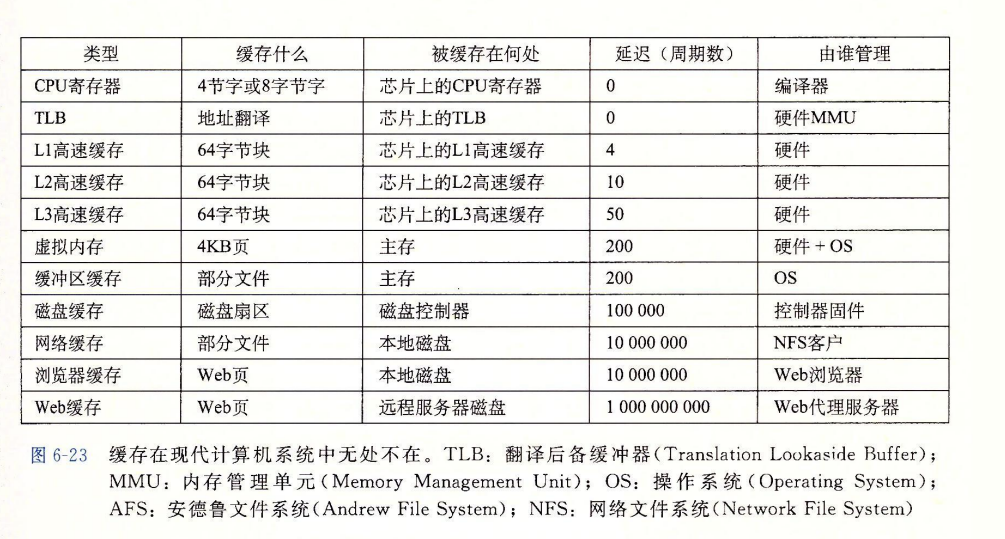 类型 缓存什么 被缓存在何处 延迟（周期数） 由谁管理
CPU寄存器 4节字或8字节字 芯片上的CPU寄存器 0 编译器
TLB 地址翻译 芯片上的TLB 0 硬件MMU
L1高速缓存 64字节块 芯片上的L1高速缓存 4 硬件
L2高速缓存 64字节块 芯片上的L2高速缓存 10 硬件
L3高速缓存 64字节块 芯片上的L3高速缓存 50 硬件
虚拟内存 4KB页 主存 200 硬件 + OS
缓冲区缓存 部分文件 主存 200 OS
磁盘缓存 磁盘扇区 磁盘控制器 100 000 控制器固件
网络缓存 部分文件 本地磁盘 10 000 000 NFS客户
浏览器缓存 Web页 本地磁盘 10 000 000 Web浏览器
Web缓存 Web页 远程服务器磁盘 1 000 000 000 Web代理服务器
图 6-23 缓存在现代计算机系统中无处不在。TLB：翻译后备缓冲器(Translation Lookaside Buffer)；
MMU：内存管理单元(Memory Management Unit)；OS：操作系统(Operating System)；
AFS：安德鲁文件系统(Andrew File System)；NFS：网络文件系统(Network File System)